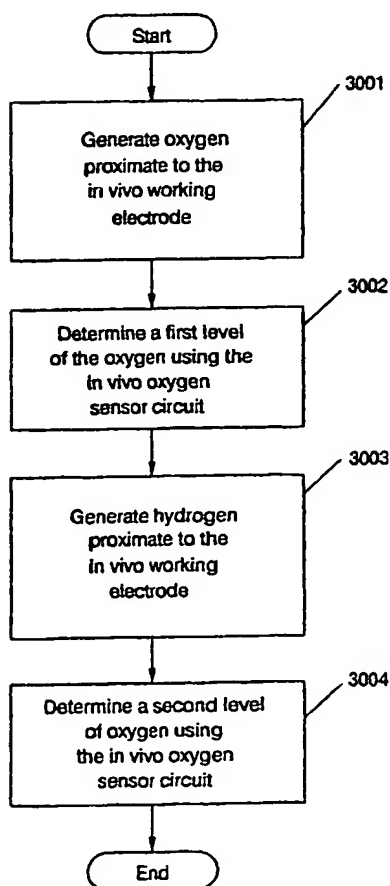 Start
3001
Generate oxygen
proximate to the
in vivo working
electrode
3002
Determine a first level
of the oxygen using the
in vivo oxygen
sensor circuit
3003
Generate hydrogen
proximate to the
in vivo working
electrode
3004
Determine a second level
of oxygen using
the in vivo oxygen
sensor circuit
End